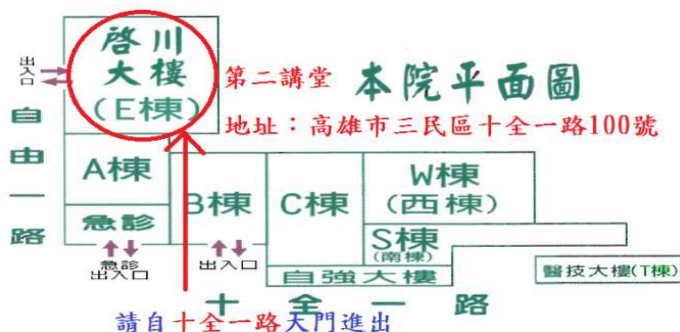 啓川
大樓
(E棟)
出入口
第二講堂
本院平面圖
地址：高雄市三民區十全一路100號
自由一路
A棟
B棟
C棟
W棟
(西棟)
急診
S棟
(南棟)
急診
出入口
出入口
自強大樓
醫技大樓(T棟)
十全一路
請自十全一路大門進出